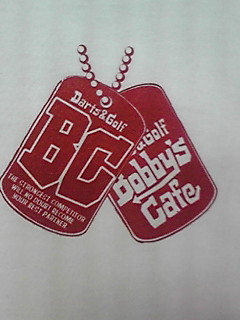 Darts&Golf
BC
THE STRONGEST COMPETITOR
WILL NO DOUBT BECOME
YOUR BEST PARTNER
&Golf
Bobby's
Cafe